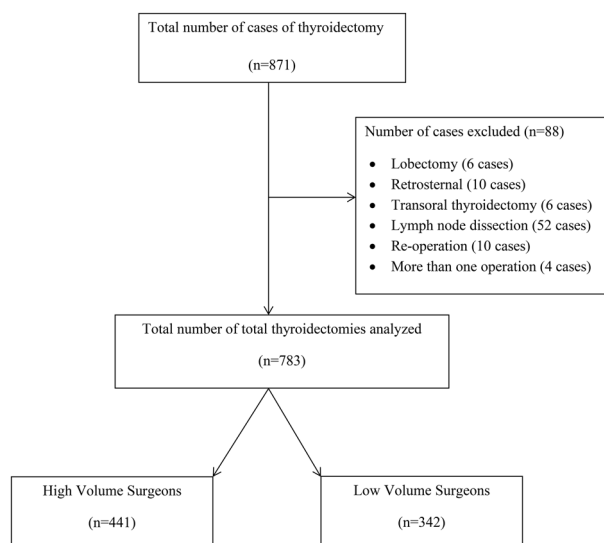 Total number of cases of thyroidectomy
(n=871)
Number of cases excluded (n=88)
• Lobectomy (6 cases)
• Retrosternal (10 cases)
• Transoral thyroidectomy (6 cases)
• Lymph node dissection (52 cases)
• Re-operation (10 cases)
• More than one operation (4 cases)
Total number of total thyroidectomies analyzed
(n=783)
High Volume Surgeons
(n=441)
Low Volume Surgeons
(n=342)